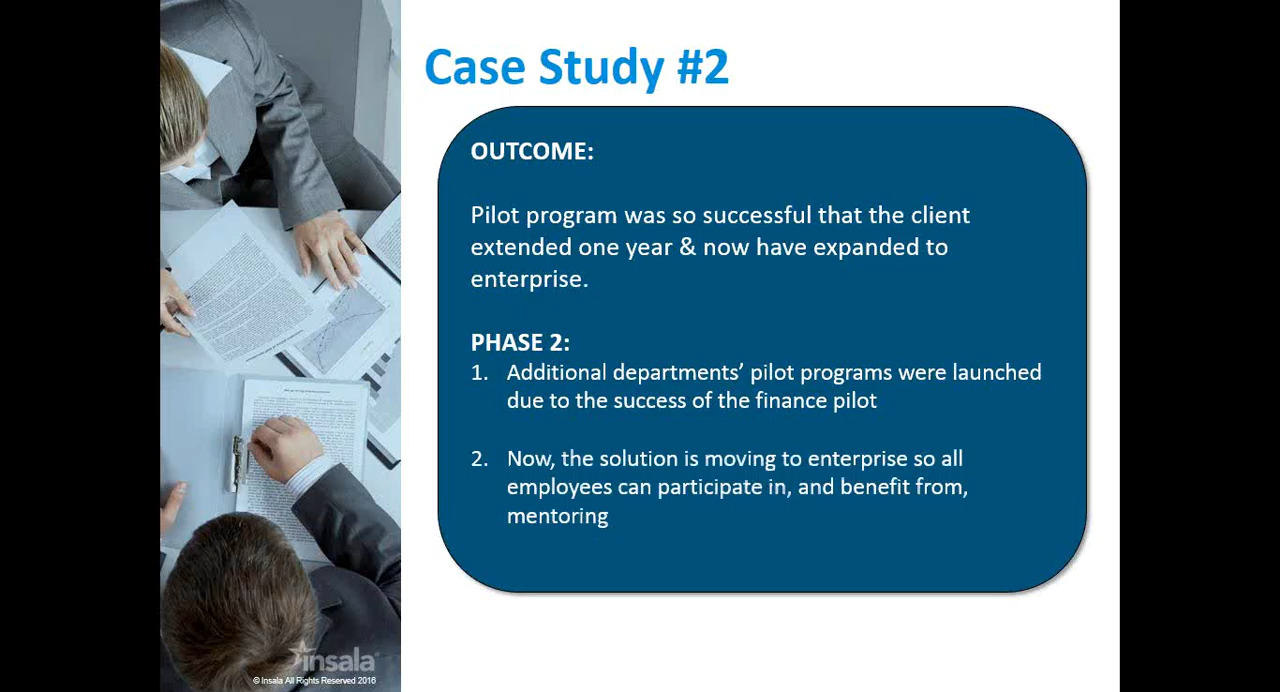 Case Study #2
OUTCOME:
Pilot program was so successful that the client
extended one year & now have expanded to
enterprise.
PHASE 2:
1. Additional departments’ pilot programs were launched
due to the success of the finance pilot
2. Now, the solution is moving to enterprise so all
employees can participate in, and benefit from,
mentoring
insala
© Insala All Rights Reserved 2016